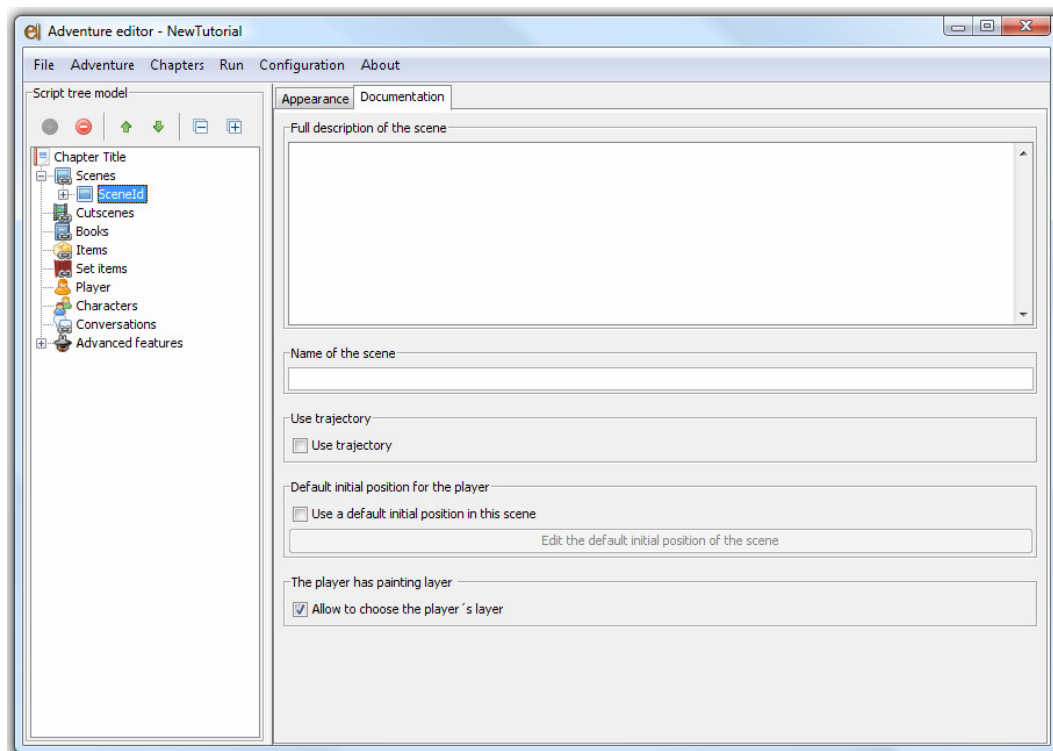 Adventure editor - NewTutorial
File Adventure Chapters Run Configuration About
Script tree model
Chapter Title
Scenes
SceneId
Cutscenes
Books
Items
Set items
Player
Characters
Conversations
Advanced features
Appearance Documentation
Full description of the scene
Name of the scene
Use trajectory
Use trajectory
Default initial position for the player
Use a default initial position in this scene
Edit the default initial position of the scene
The player has painting layer
Allow to choose the player´s layer